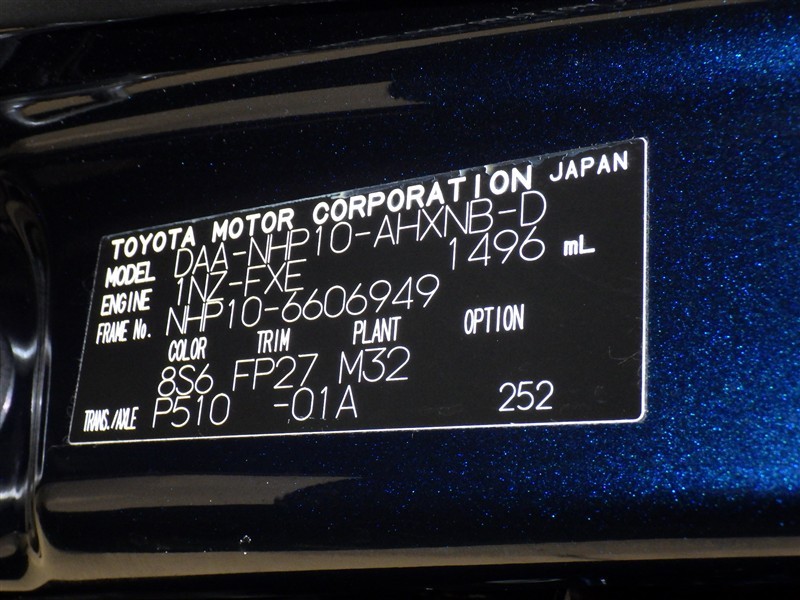 TOYOTA MOTOR CORPORATION JAPAN
MODEL DAA-NHP10-AHXNB-D
ENGINE 1NZ-FXE 1496 mL
FRAME No. NHP10-6606949
COLOR TRIM PLANT OPTION
8S6 FP27 M32
TRANS./AXLE P510 -01A 252